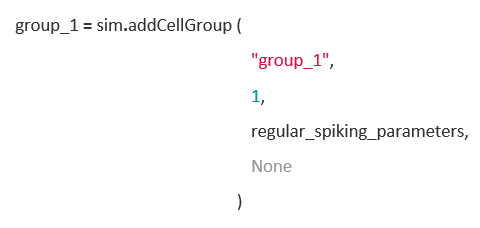 group_1 = sim.addCellGroup (
"group_1",
1,
regular_spiking_parameters,
None
)